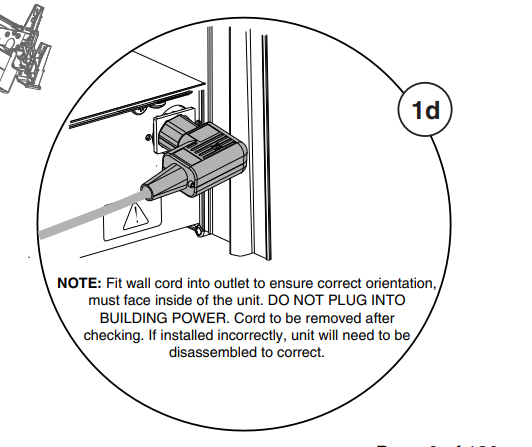 1d
NOTE: Fit wall cord into outlet to ensure correct orientation,
must face inside of the unit. DO NOT PLUG INTO
BUILDING POWER. Cord to be removed after
checking. If installed incorrectly, unit will need to be
disassembled to correct.